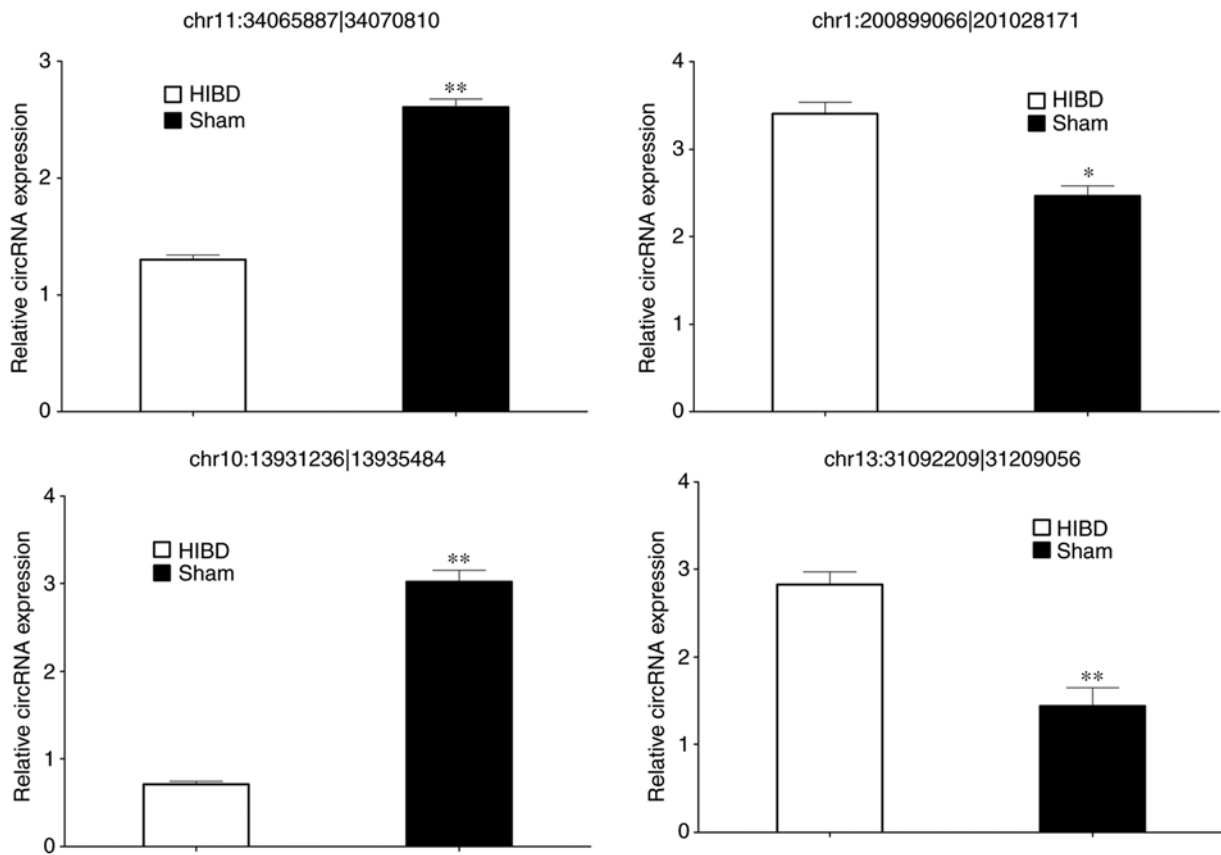 chr11:34065887|34070810
Relative circRNA expression
3
2
1
0
HIBD
Sham
**
chr1:200899066|201028171
Relative circRNA expression
4
3
2
1
0
HIBD
Sham
*
chr10:13931236|13935484
Relative circRNA expression
4
3
2
1
0
HIBD
Sham
**
chr13:31092209|31209056
Relative circRNA expression
4
3
2
1
0
HIBD
Sham
**